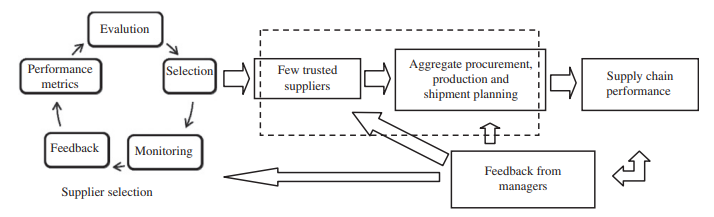 Evalution
Performance
metrics
Selection
Feedback
Monitoring
Supplier selection
Few trusted
suppliers
Aggregate procurement,
production and
shipment planning
Supply chain
performance
Feedback from
managers